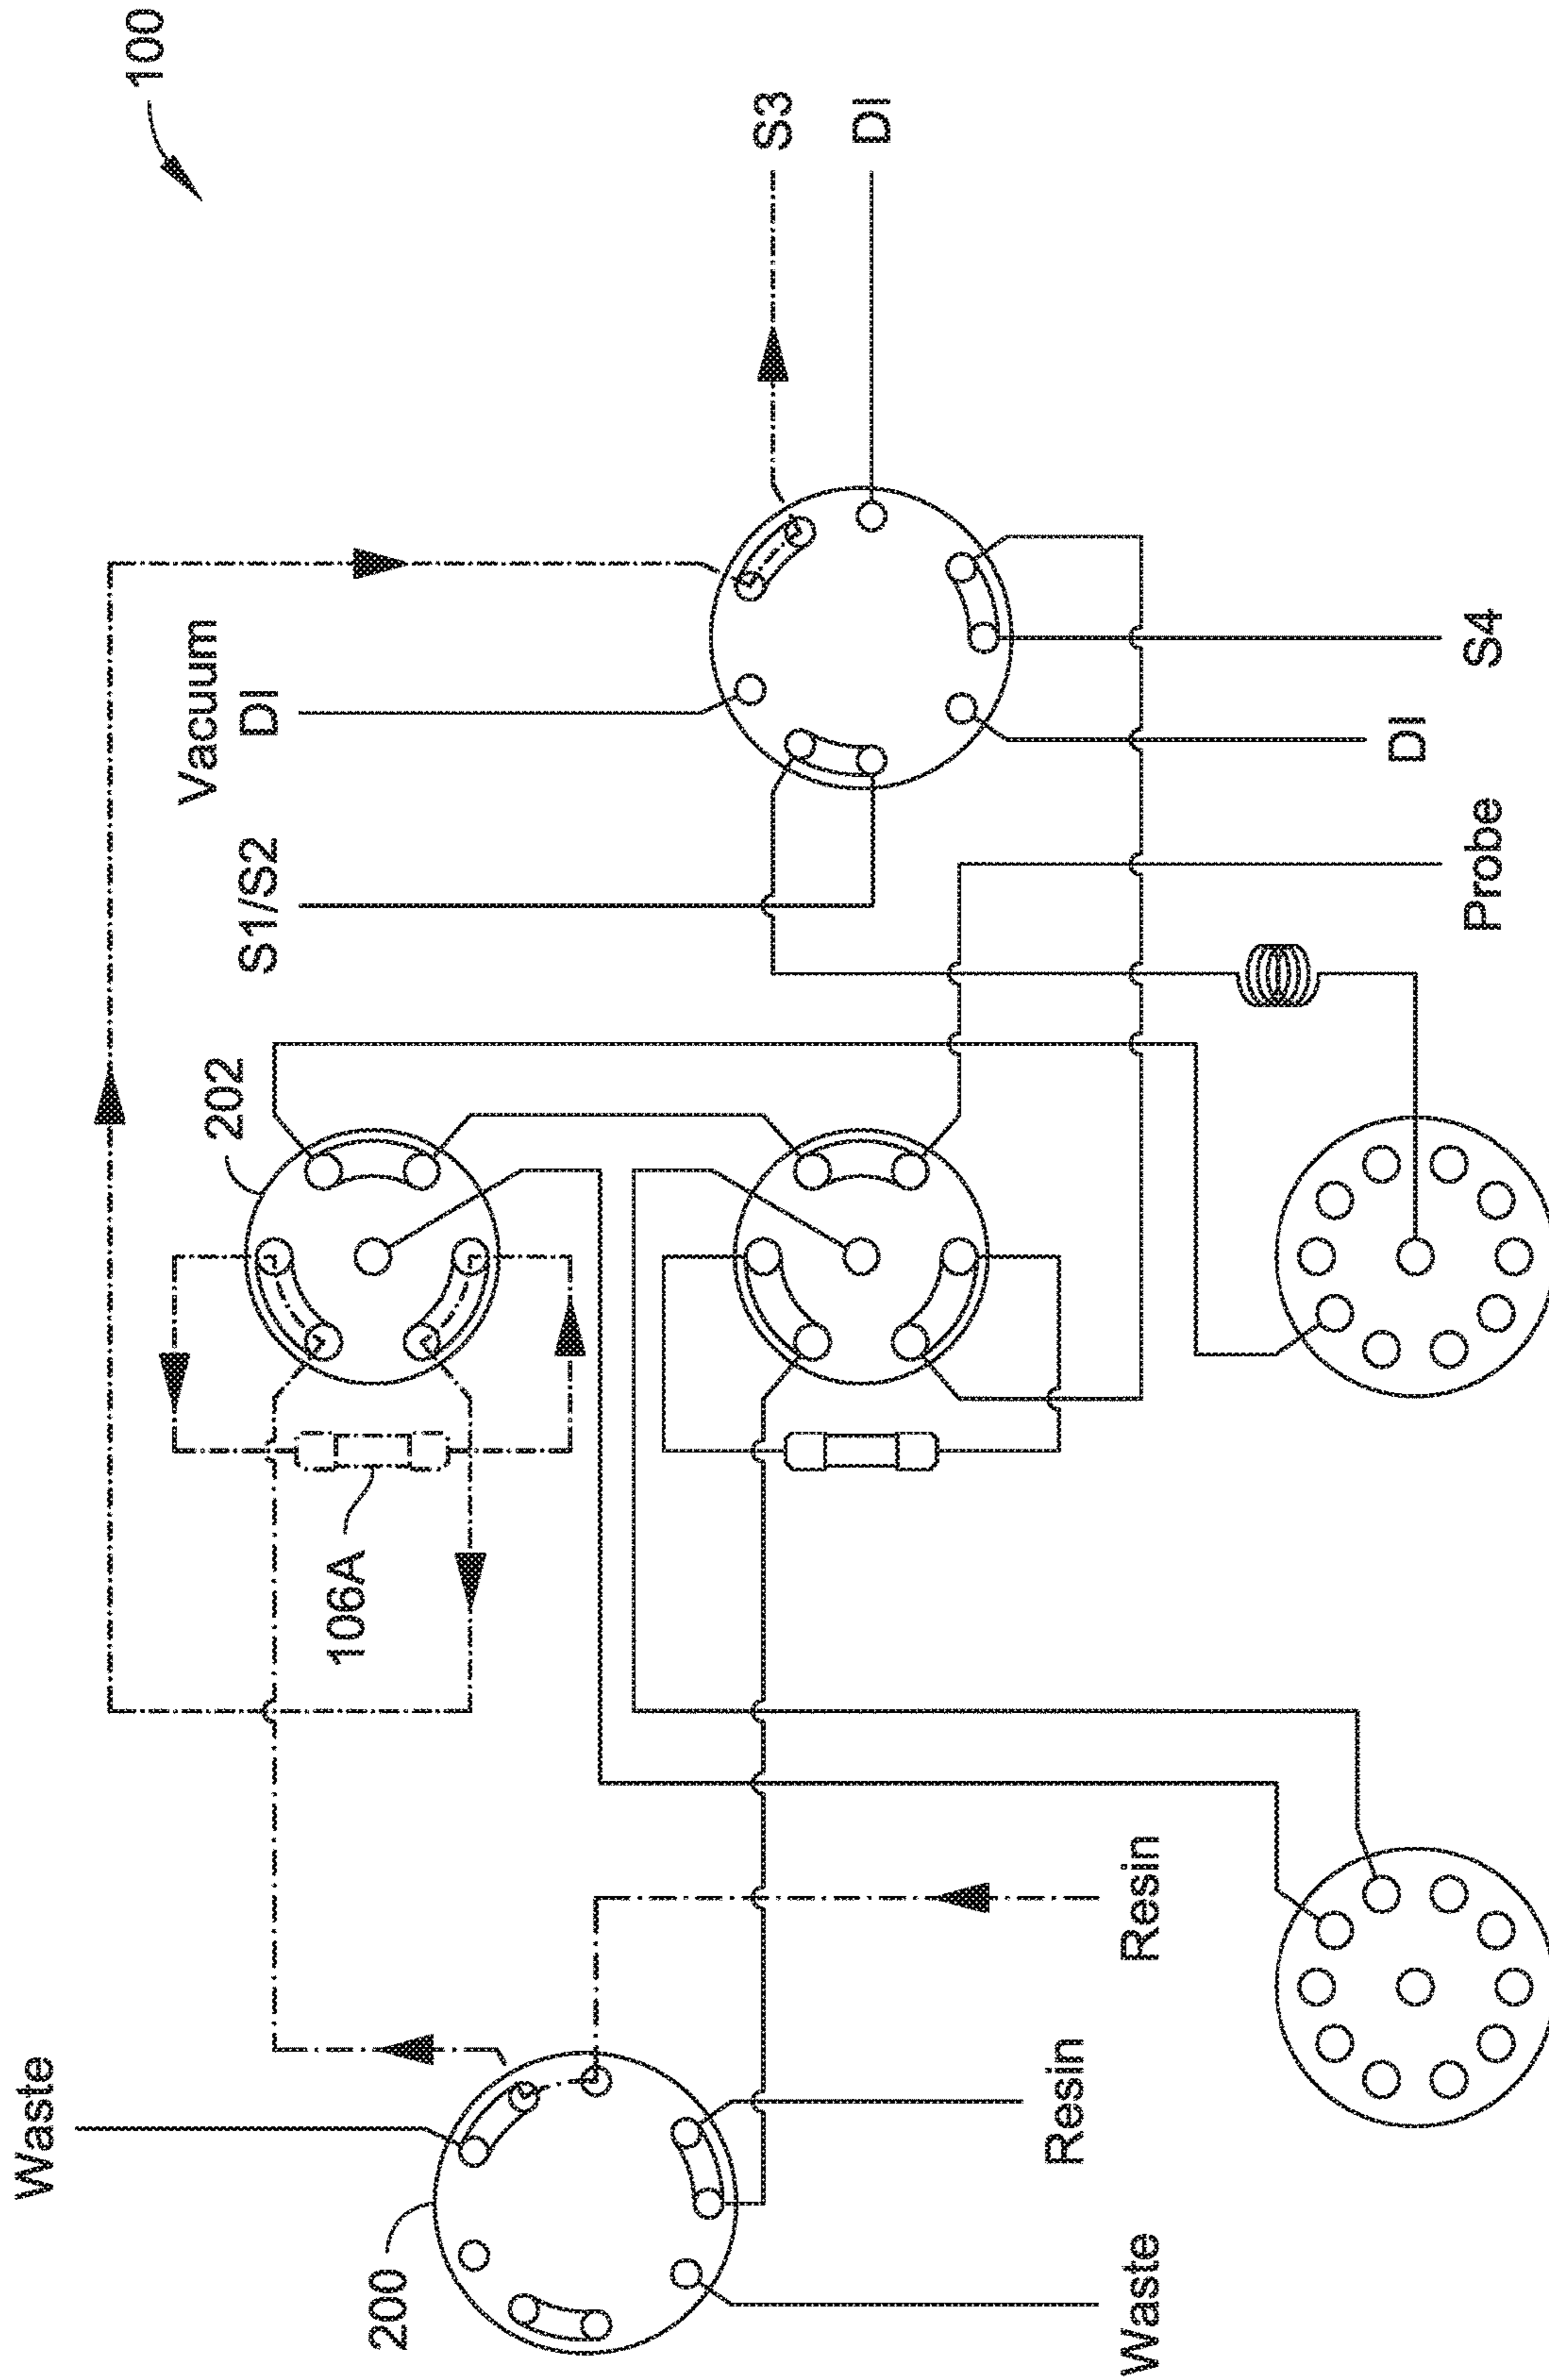 Waste
100
Vacuum
202
S1/S2
DI
106A
200
S3
DI
Resin
Waste
Resin
DI
Probe
S4